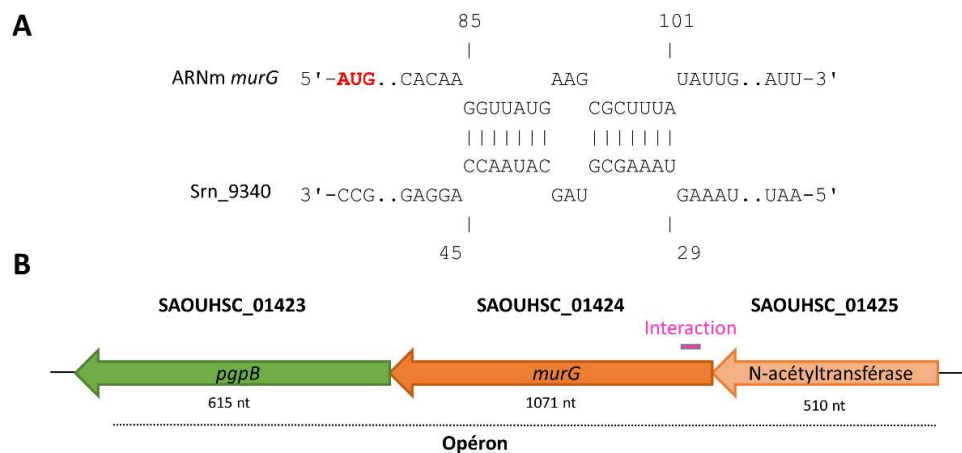 A
85 101
| |
ARNm murG 5'-AUG..CACAA AAG UAUUG..AUU-3'
GGUUAUG CGCUUUA
||||||| |||||||
CCAAUAC GCGAAAU
Srn_9340 3'-CCG..GAGGA GAU GAAAU..UAA-5'
| |
45 29
B
SAOUHSC_01423 SAOUHSC_01424 SAOUHSC_01425
Interaction
pgpB murG N-acétyltransférase
615 nt 1071 nt 510 nt
Opéron